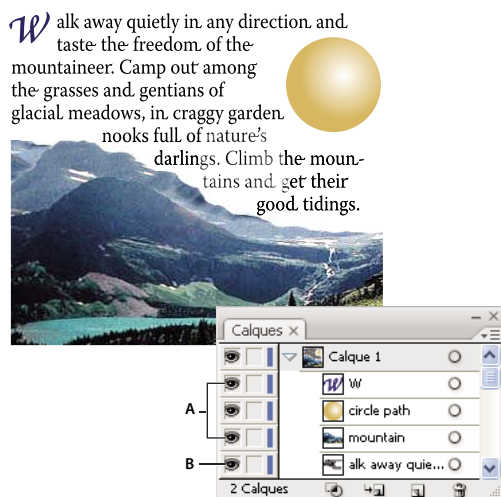 Walk away quietly in any direction and
taste the freedom of the
mountaineer. Camp out among
the grasses and gentians of
glacial meadows, in craggy garden
nooks full of nature's
darlings. Climb the moun-
tains and get their
good tidings.
Calques
Calque 1
W
circle path
A
mountain
B
alk away quie...
2 Calques